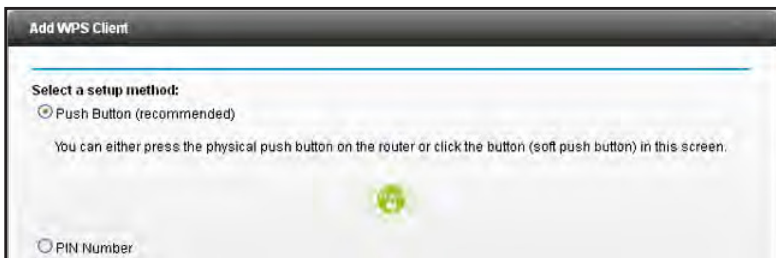 Add WPS Client
Select a setup method:
Push Button (recommended)
You can either press the physical push button on the router or click the button (soft push button) in this screen.
PIN Number